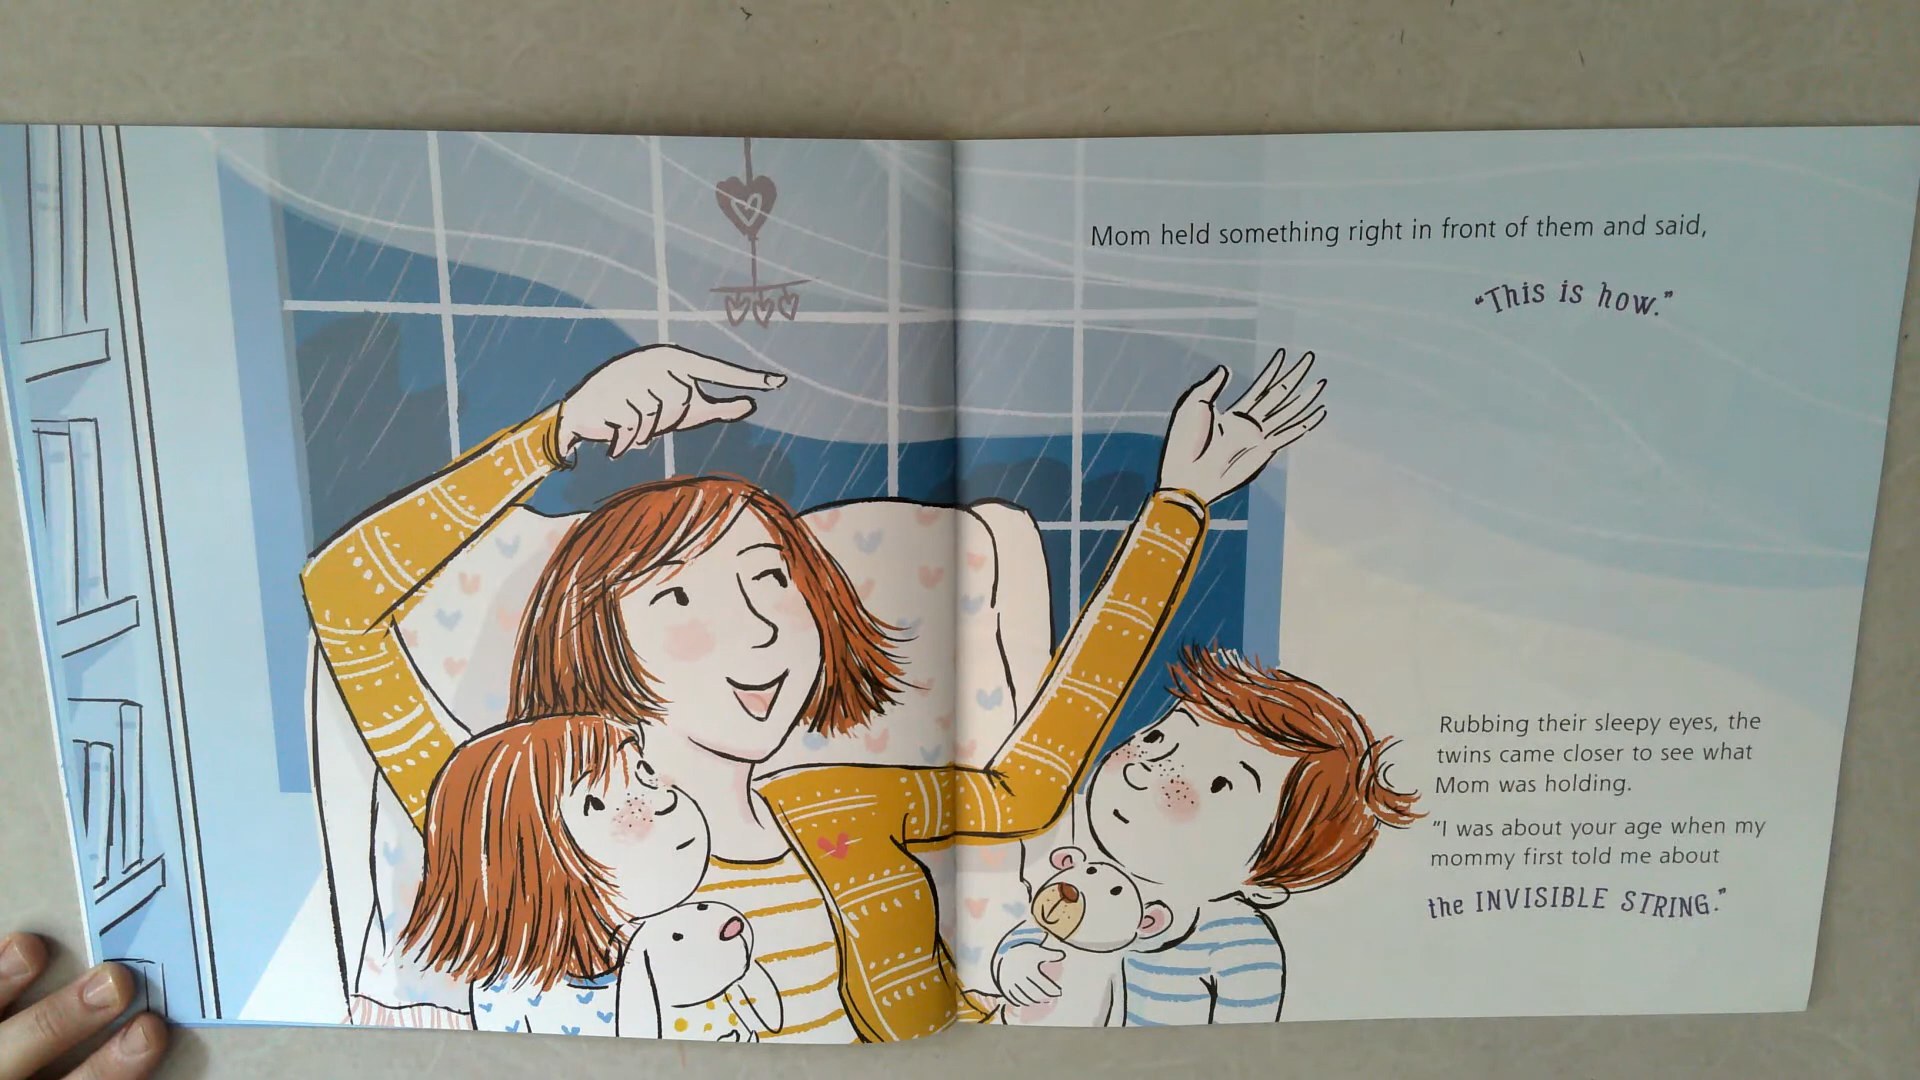 Mom held something right in front of them and said,
“This is how.”
Rubbing their sleepy eyes, the
twins came closer to see what
Mom was holding.
“I was about your age when my
mommy first told me about
the INVISIBLE STRING.”